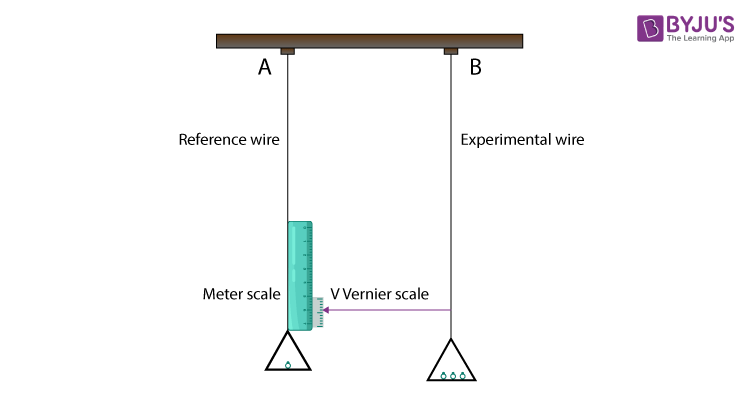 BYJU'S
The Learning App
A
B
Reference wire
Experimental wire
Meter scale
V Vernier scale